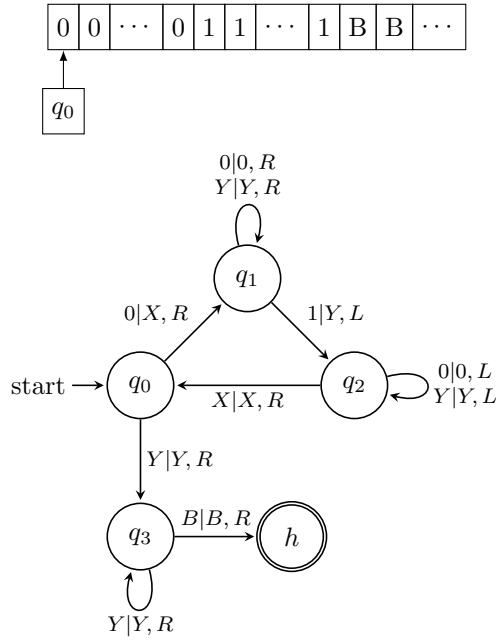 0 0 ··· 0 1 1 ··· 1 B B ···
q₀
0|0, R
Y|Y, R
q₁
0|X, R
1|Y, L
start
q₀
q₂
0|0, L
Y|Y, L
X|X, R
Y|Y, R
B|B, R
q₃
h
Y|Y, R